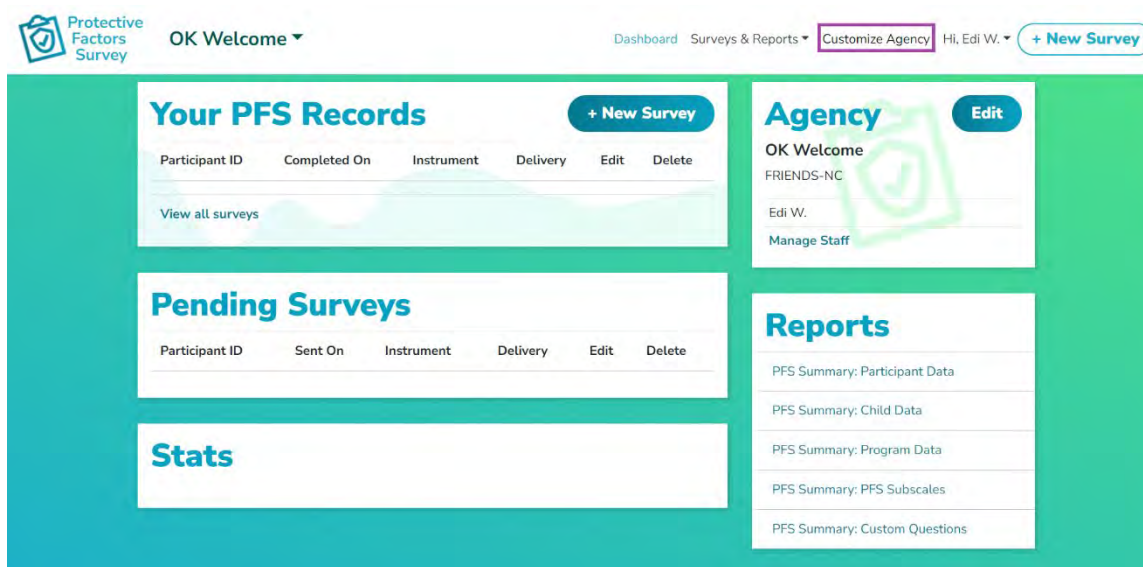 Protective
Factors
Survey
OK Welcome
Dashboard Surveys & Reports Customize Agency Hi, Edi W. + New Survey
Your PFS Records + New Survey
Participant ID Completed On Instrument Delivery Edit Delete
View all surveys
Pending Surveys
Participant ID Sent On Instrument Delivery Edit Delete
Stats
Agency Edit
OK Welcome
FRIENDS-NC
Edi W.
Manage Staff
Reports
PFS Summary: Participant Data
PFS Summary: Child Data
PFS Summary: Program Data
PFS Summary: PFS Subscales
PFS Summary: Custom Questions